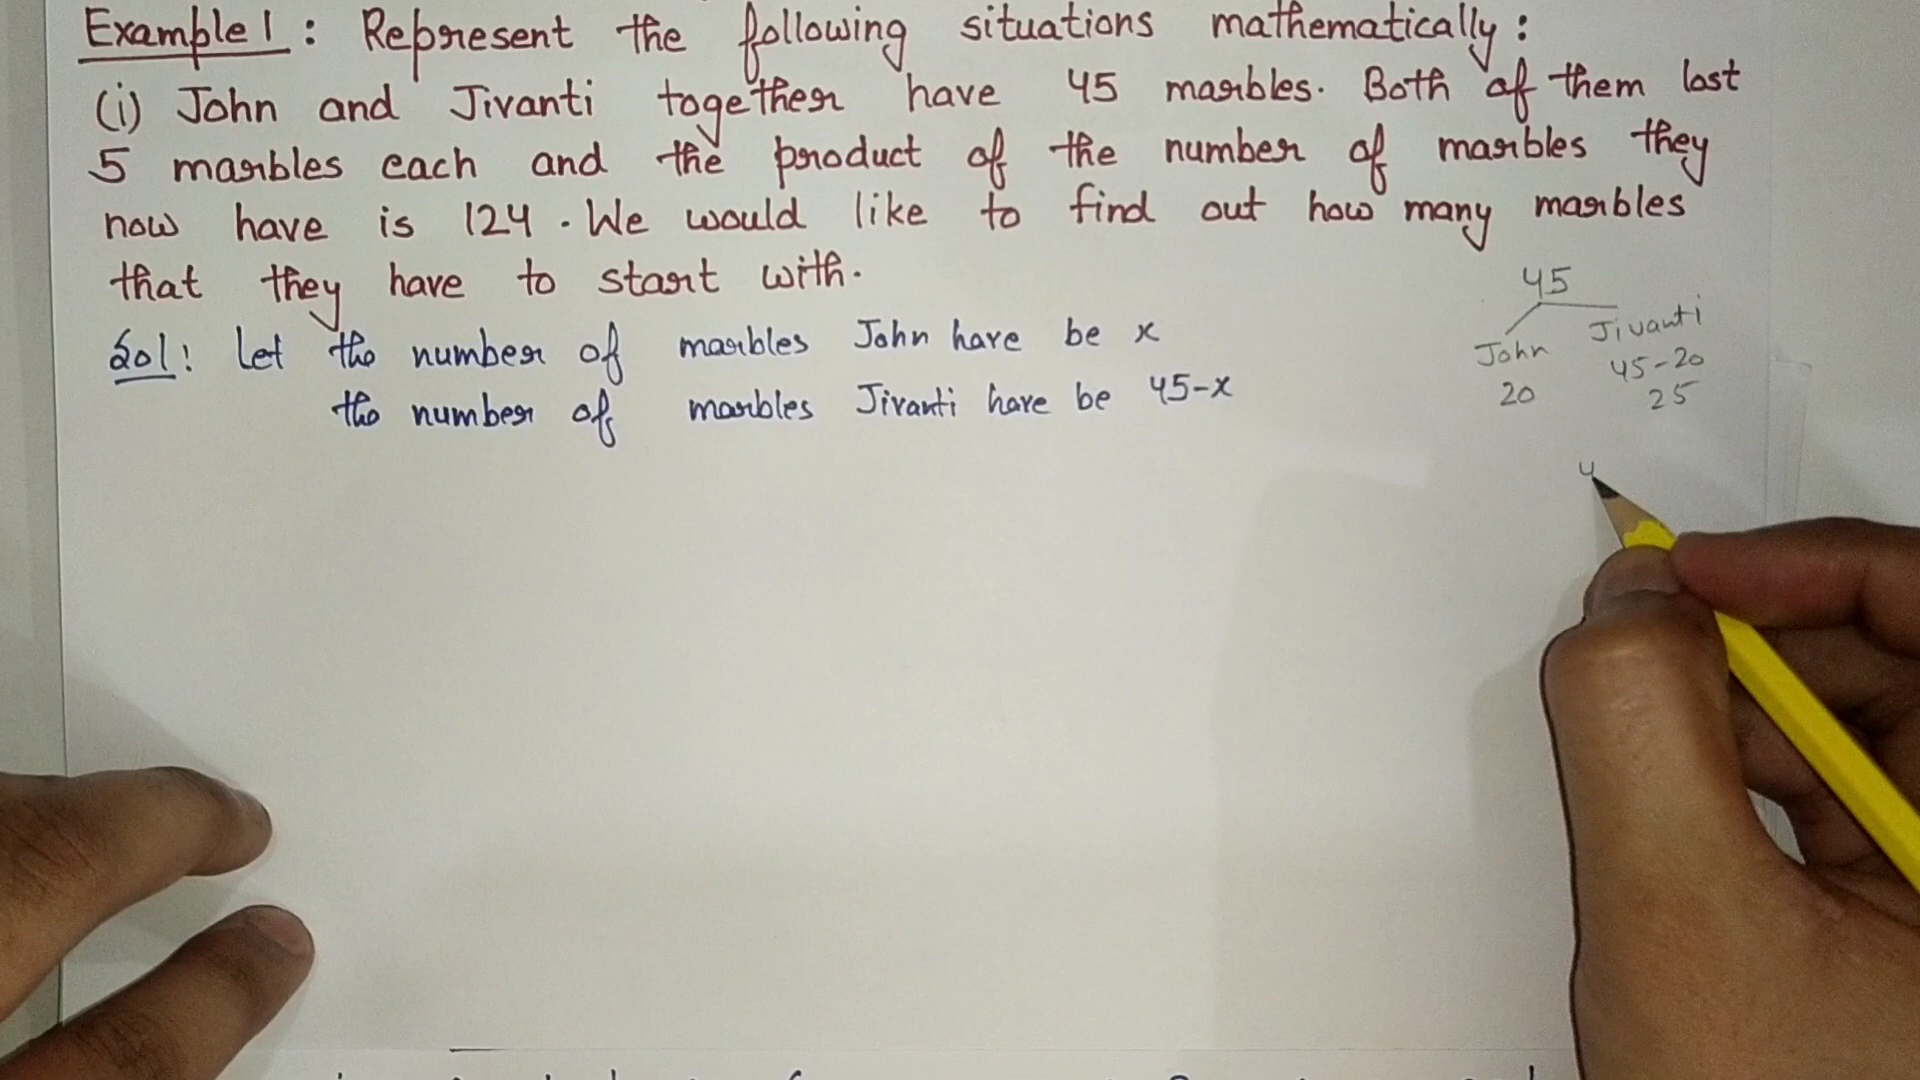 Example 1 : Represent the following situations mathematically :
(i) John and Jivanti together have 45 marbles. Both of them lost
5 marbles each and the product of the number of marbles they
now have is 124. We would like to find out how many marbles
that they have to start with.
Sol: Let the number of marbles John have be x
the number of marbles Jivanti have be 45-x
45
John Jivanti
20 45-20
25
4